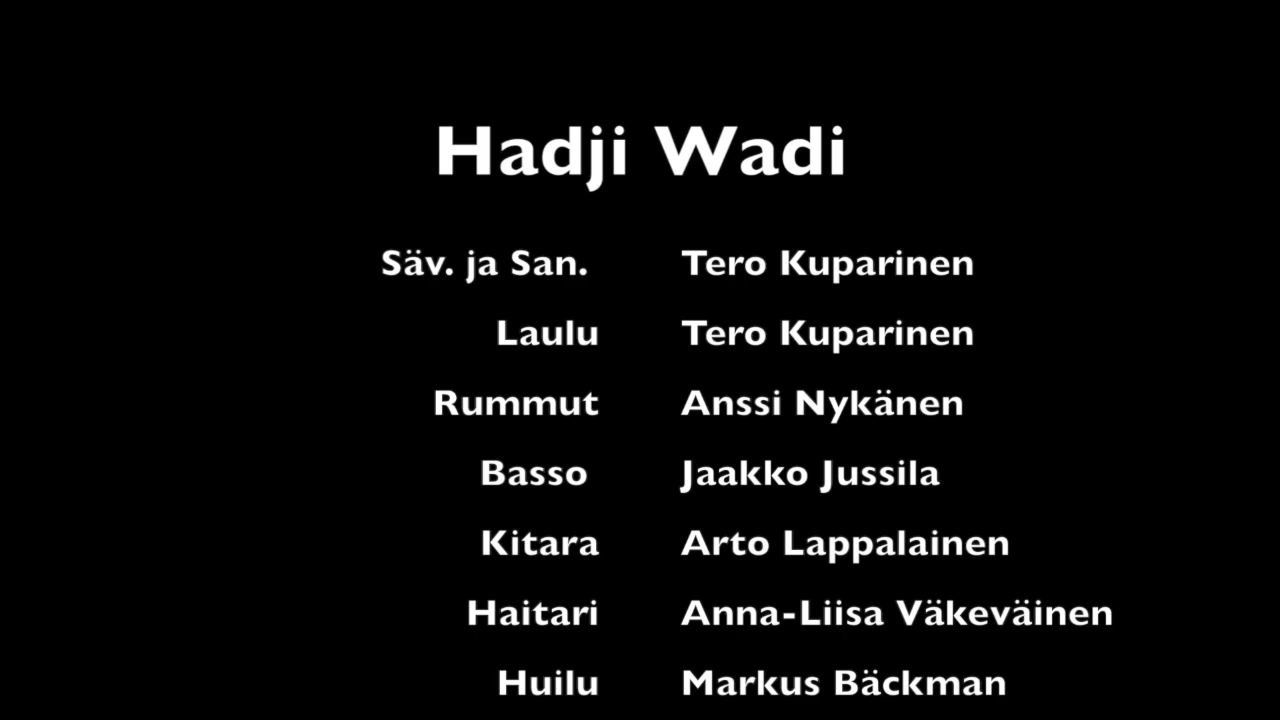 Hadji Wadi
Säv. ja San. Tero Kuparinen
Laulu Tero Kuparinen
Rummut Anssi Nykänen
Basso Jaakko Jussila
Kitara Arto Lappalainen
Haitari Anna-Liisa Väkeväinen
Huilu Markus Bäckman